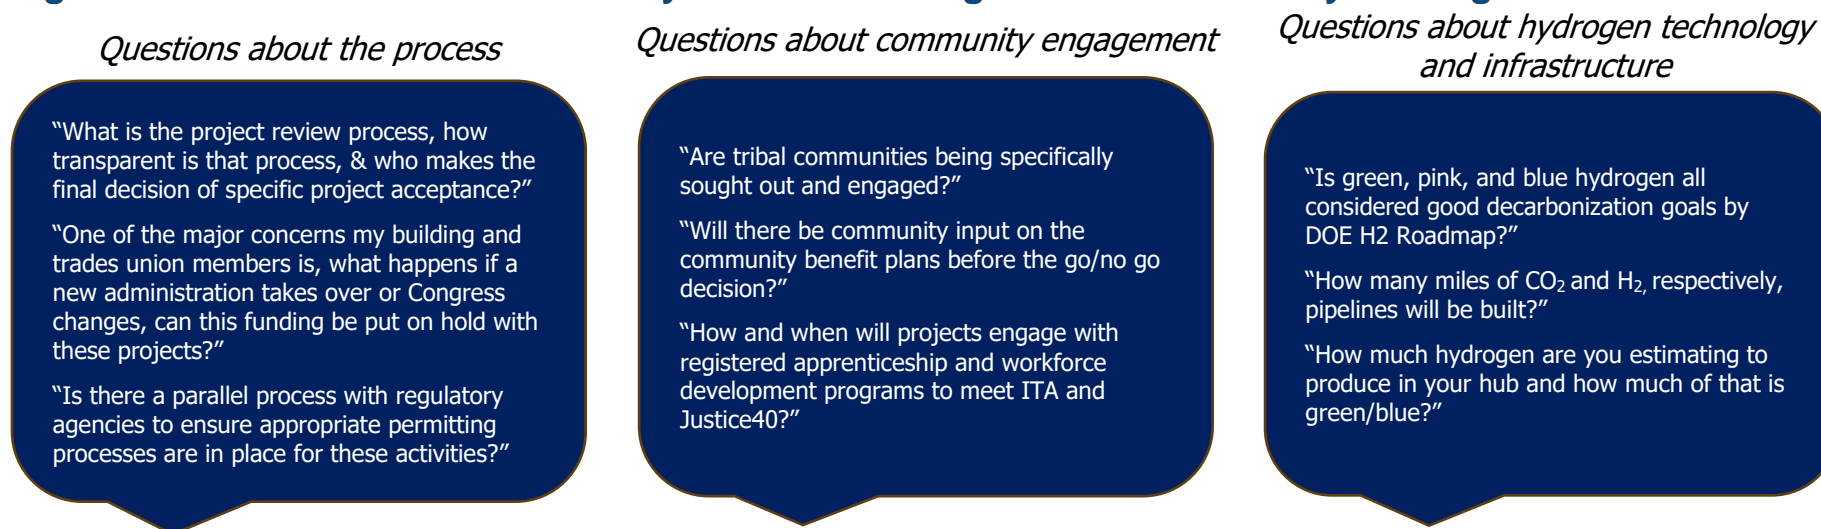 Questions about the process
"What is the project review process, how
transparent is that process, & who makes the
final decision of specific project acceptance?"
"One of the major concerns my building and
trades union members is, what happens if a
new administration takes over or Congress
changes, can this funding be put on hold with
these projects?"
"Is there a parallel process with regulatory
agencies to ensure appropriate permitting
processes are in place for these activities?"
Questions about community engagement
"Are tribal communities being specifically
sought out and engaged?"
"Will there be community input on the
community benefit plans before the go/no go
decision?"
"How and when will projects engage with
registered apprenticeship and workforce
development programs to meet ITA and
Justice40?"
Questions about hydrogen technology
and infrastructure
"Is green, pink, and blue hydrogen all
considered good decarbonization goals by
DOE H2 Roadmap?"
"How many miles of CO₂ and H₂, respectively,
pipelines will be built?"
"How much hydrogen are you estimating to
produce in your hub and how much of that is
green/blue?"